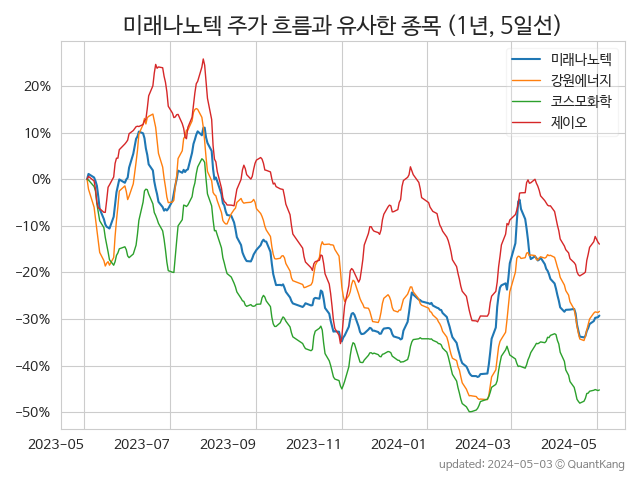 미래나노텍 주가 흐름과 유사한 종목 (1년, 5일선)
미래나노텍
강원에너지
코스모화학
제이오
20%
10%
0%
−10%
−20%
−30%
−40%
−50%
2023-05 2023-07 2023-09 2023-11 2024-01 2024-03 2024-05
updated: 2024-05-03 ⓒ QuantKang